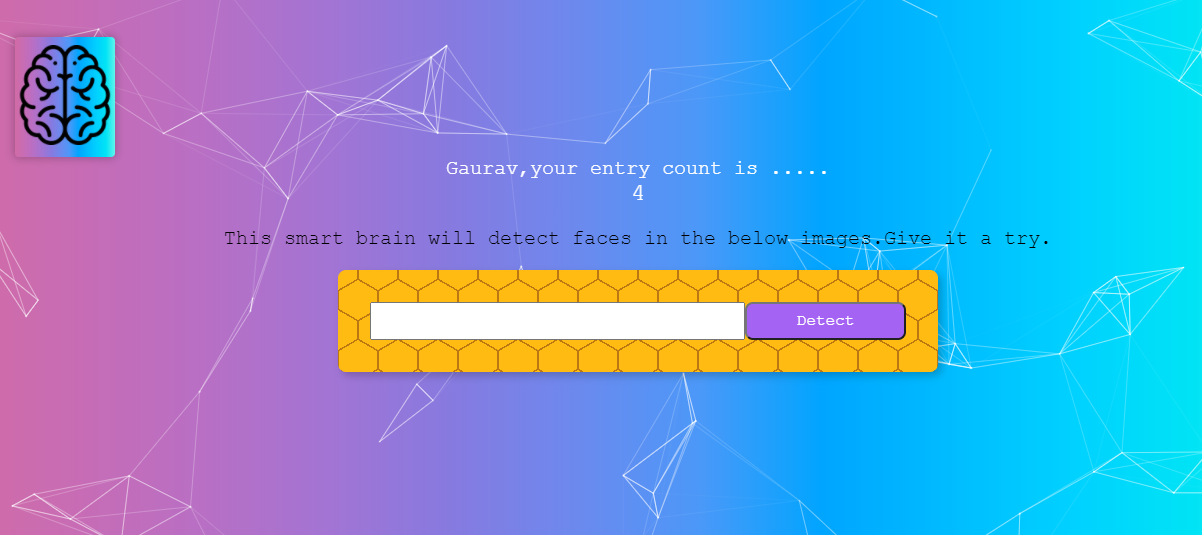 Gaurav,your entry count is .....
4
This smart brain will detect faces in the below images.Give it a try.
Detect